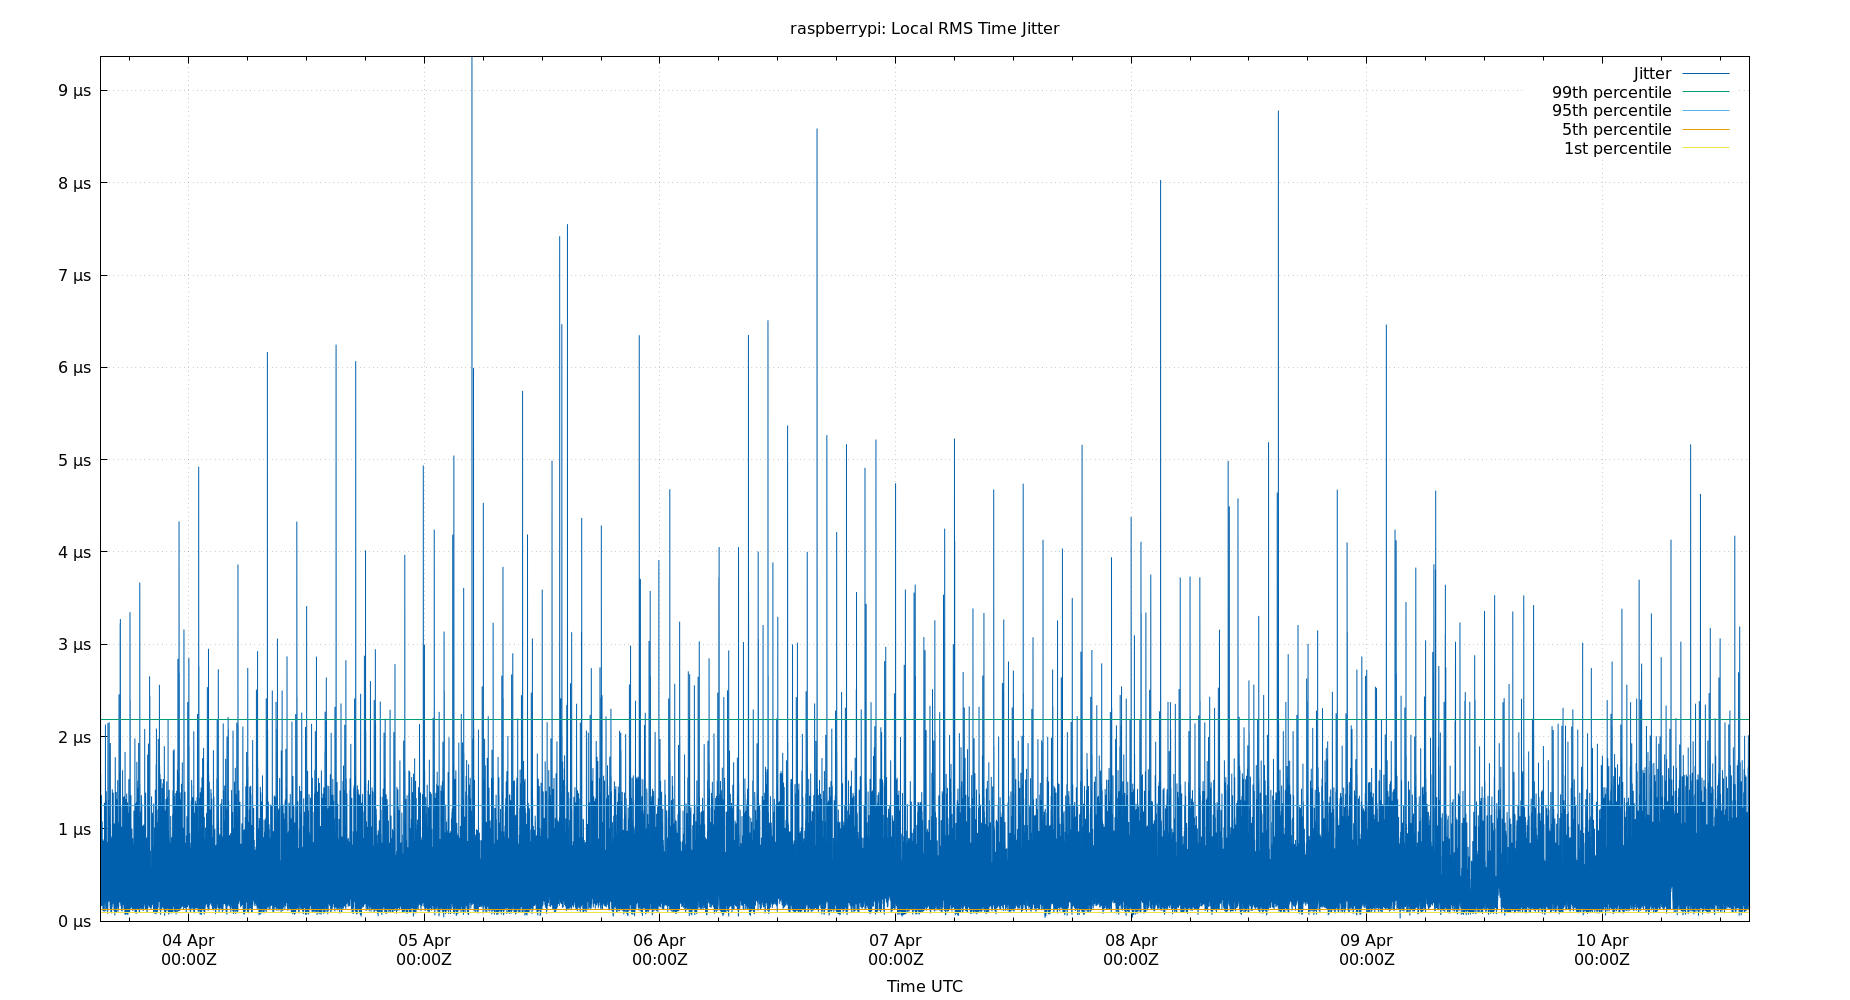 raspberrypi: Local RMS Time Jitter
Jitter
99th percentile
95th percentile
5th percentile
1st percentile
9 µs
8 µs
7 µs
6 µs
5 µs
4 µs
3 µs
2 µs
1 µs
0 µs
04 Apr 05 Apr 06 Apr 07 Apr 08 Apr 09 Apr 10 Apr
00:00Z 00:00Z 00:00Z 00:00Z 00:00Z 00:00Z 00:00Z
Time UTC